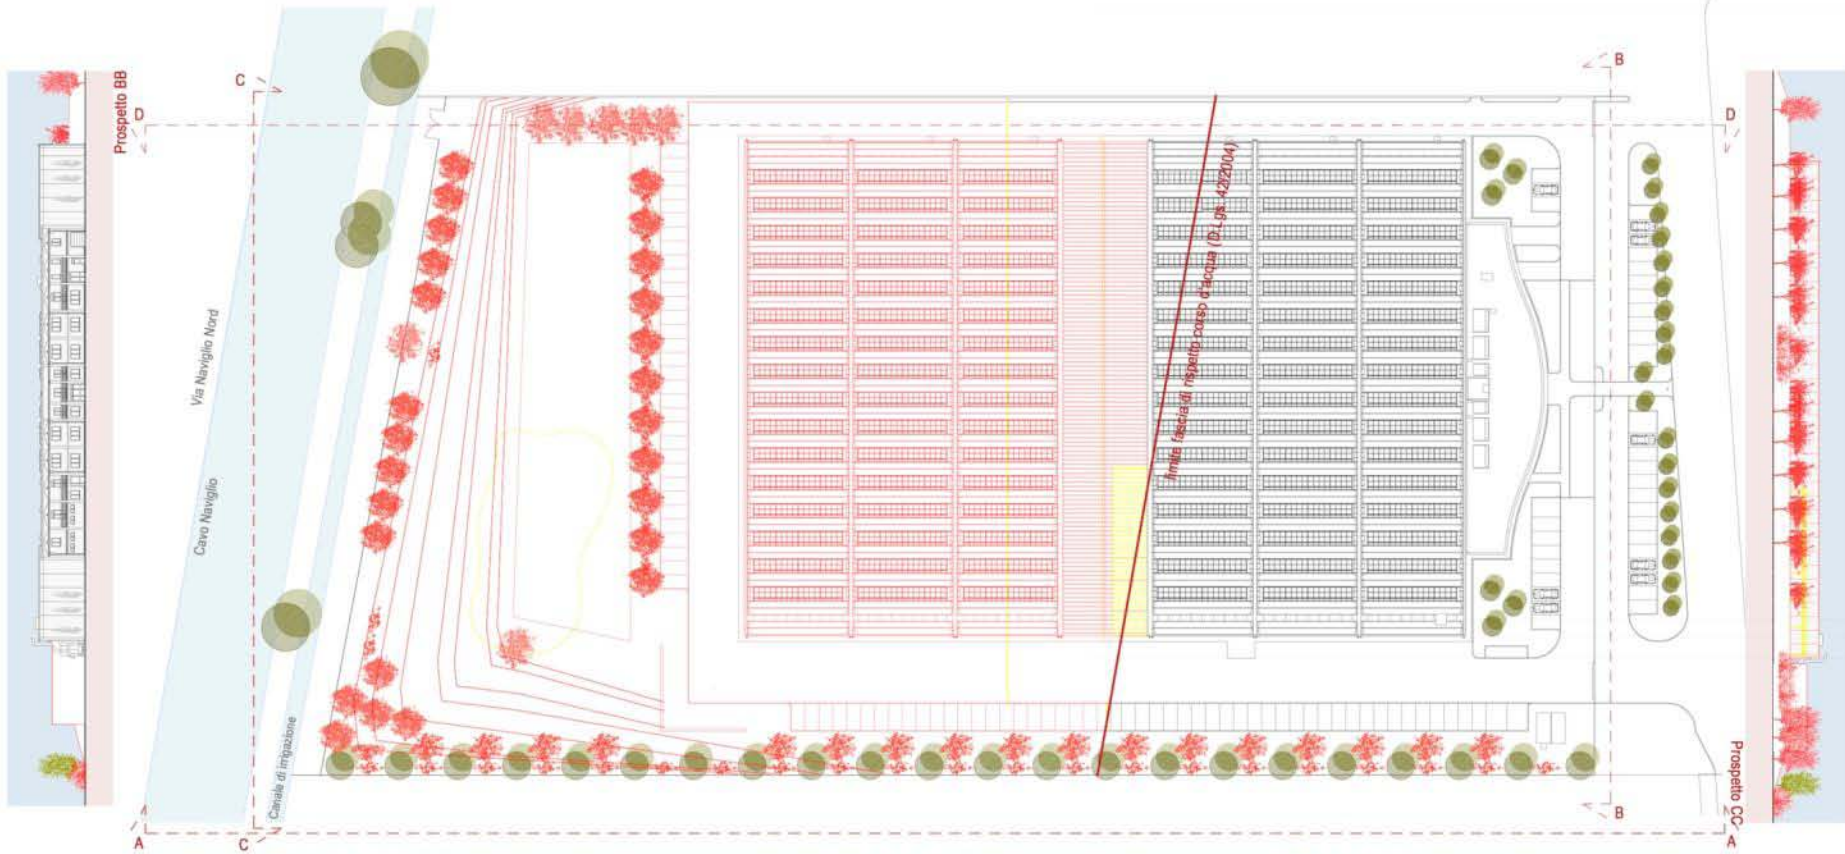 Prospetto BB
C
D
B
D
Via Naviglio Nord
Cavo Naviglio
Canale di irrigazione
limite fascia di rispetto corso d'acqua (D.Lgs. 42/2004)
Prospetto CC
A
C
B
A